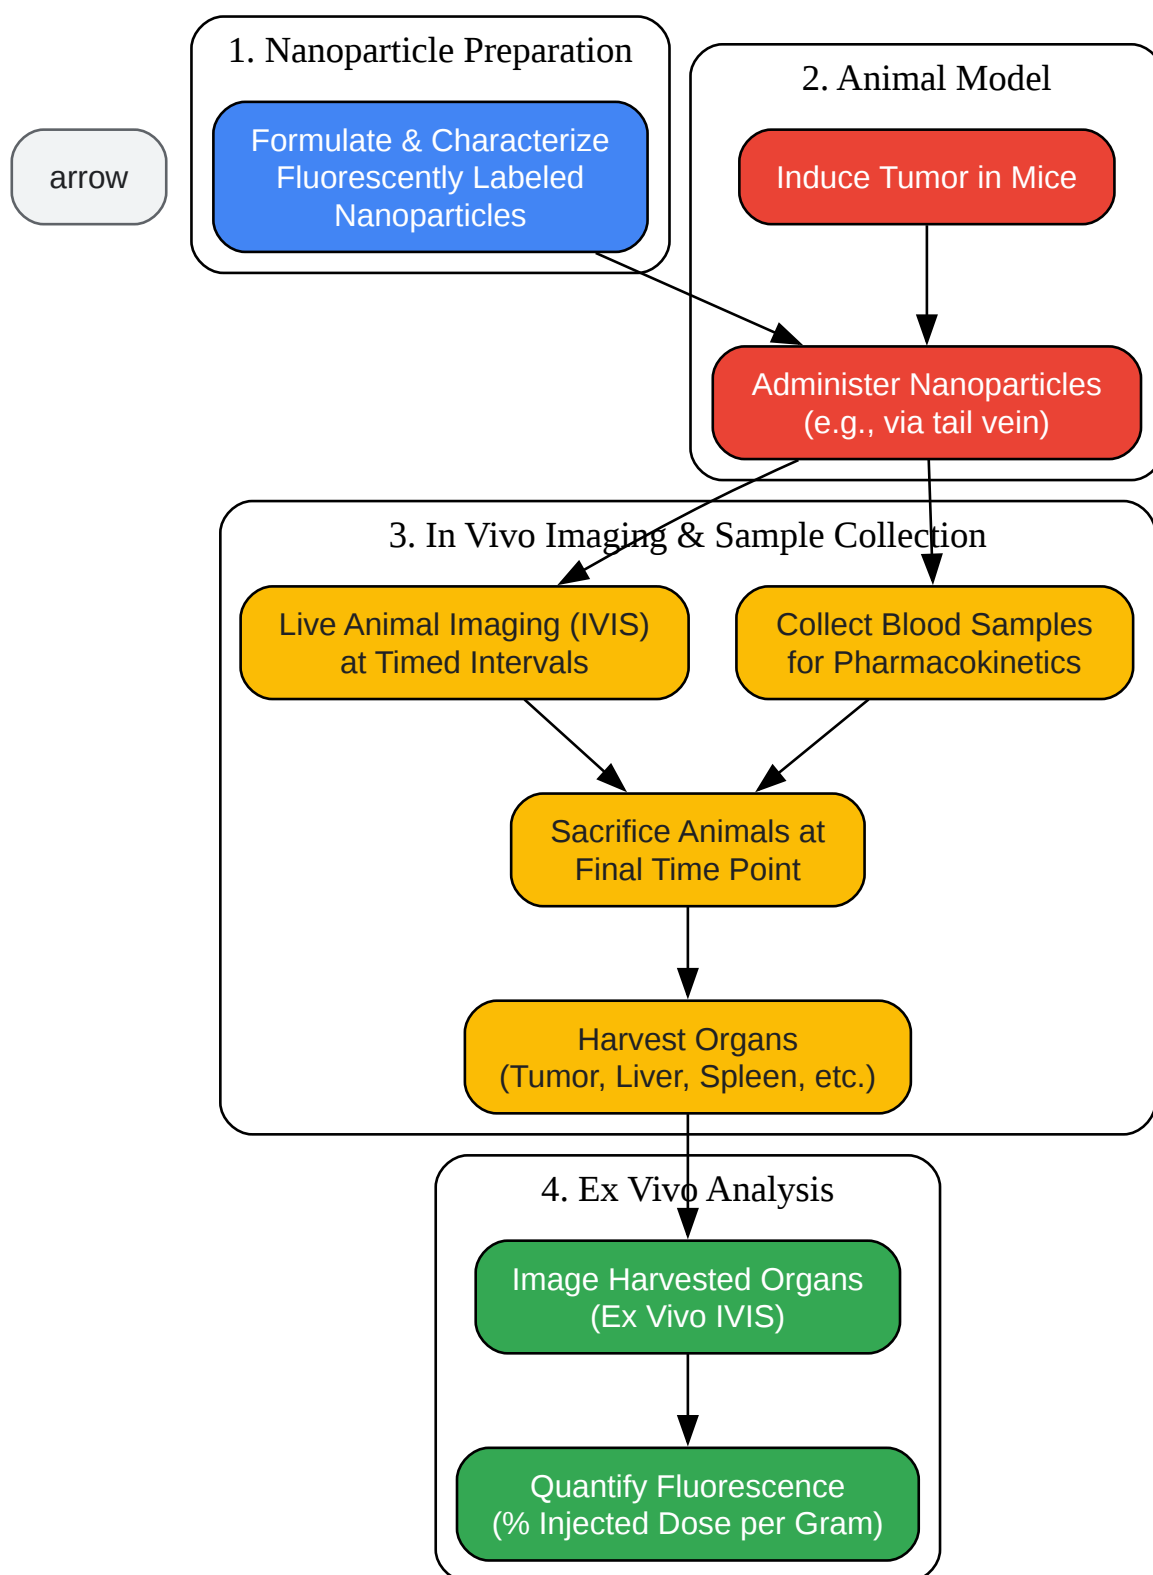 1. Nanoparticle Preparation
2. Animal Model
arrow
Formulate & Characterize
Fluorescently Labeled
Nanoparticles
Induce Tumor in Mice
Administer Nanoparticles
(e.g., via tail vein)
3. In Vivo Imaging & Sample Collection
Live Animal Imaging (IVIS)
at Timed Intervals
Collect Blood Samples
for Pharmacokinetics
Sacrifice Animals at
Final Time Point
Harvest Organs
(Tumor, Liver, Spleen, etc.)
4. Ex Vivo Analysis
Image Harvested Organs
(Ex Vivo IVIS)
Quantify Fluorescence
(% Injected Dose per Gram)